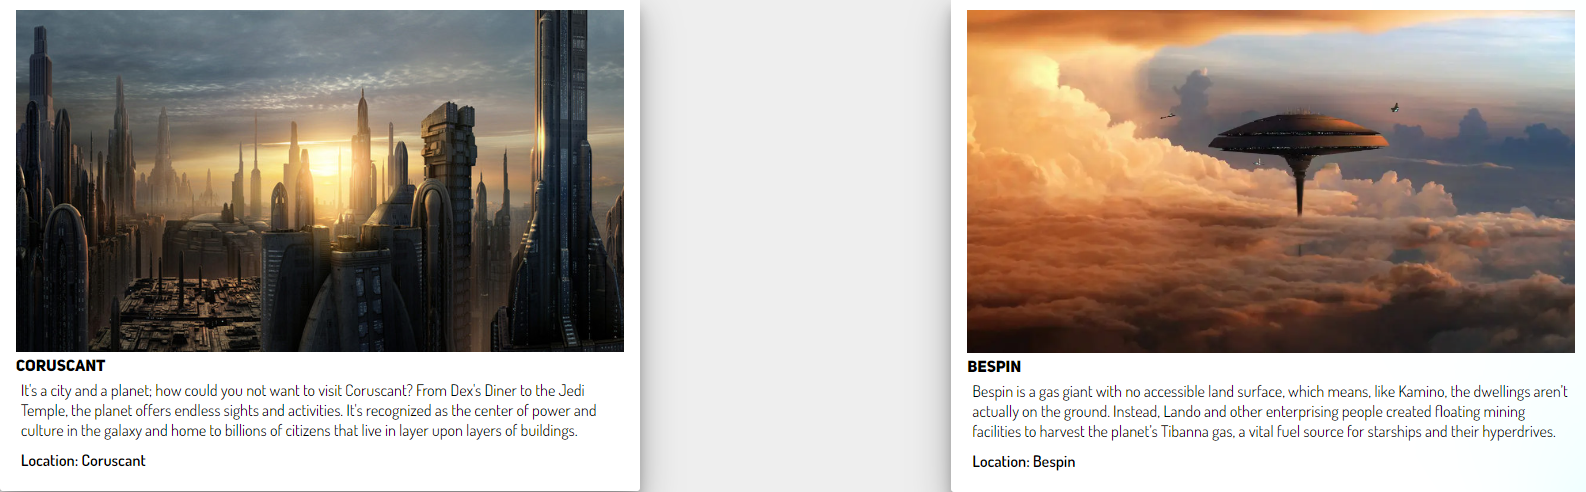 CORUSCANT
It's a city and a planet; how could you not want to visit Coruscant? From Dex's Diner to the Jedi
Temple, the planet offers endless sights and activities. It's recognized as the center of power and
culture in the galaxy and home to billions of citizens that live in layer upon layers of buildings.
Location: Coruscant
BESPIN
Bespin is a gas giant with no accessible land surface, which means, like Kamino, the dwellings aren't
actually on the ground. Instead, Lando and other enterprising people created floating mining
facilities to harvest the planet's Tibanna gas, a vital fuel source for starships and their hyperdrives.
Location: Bespin